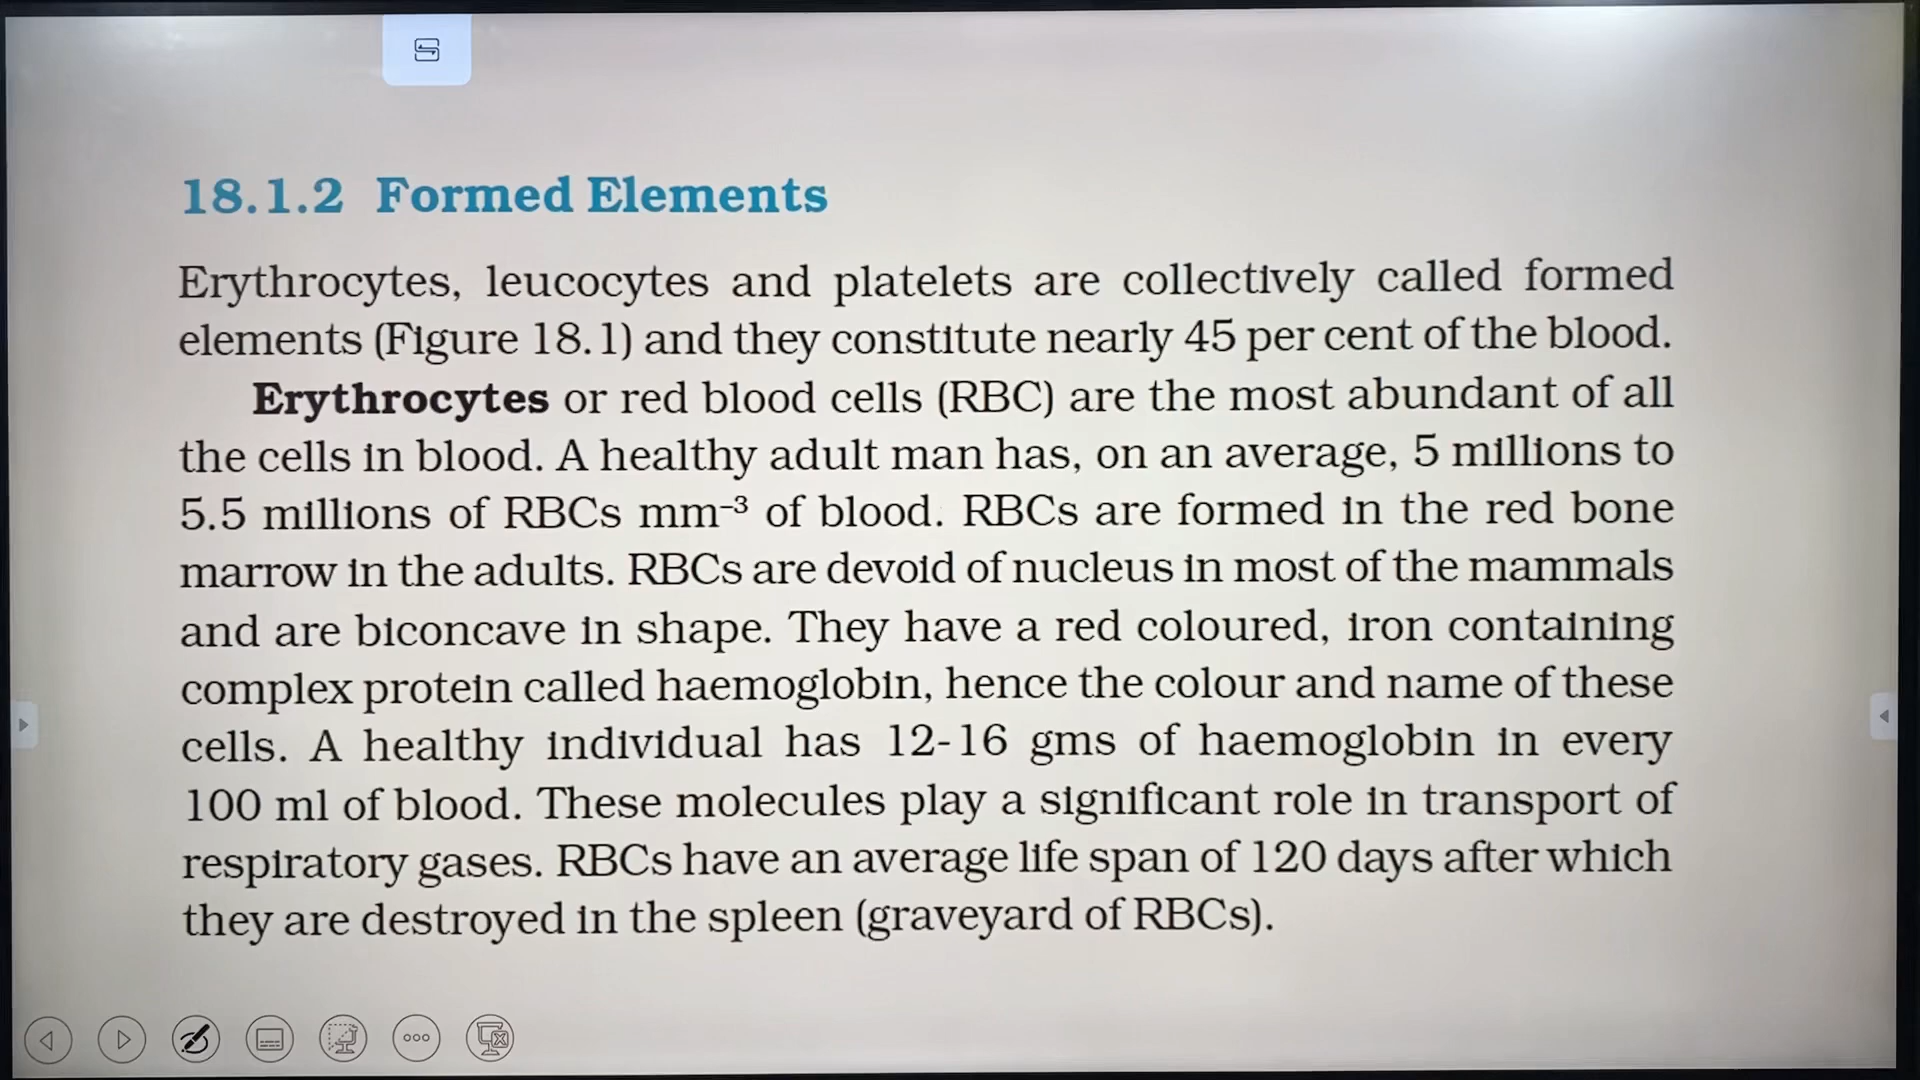 18.1.2 Formed Elements
Erythrocytes, leucocytes and platelets are collectively called formed
elements (Figure 18.1) and they constitute nearly 45 per cent of the blood.
Erythrocytes or red blood cells (RBC) are the most abundant of all
the cells in blood. A healthy adult man has, on an average, 5 millions to
5.5 millions of RBCs mm⁻³ of blood. RBCs are formed in the red bone
marrow in the adults. RBCs are devoid of nucleus in most of the mammals
and are biconcave in shape. They have a red coloured, iron containing
complex protein called haemoglobin, hence the colour and name of these
cells. A healthy individual has 12-16 gms of haemoglobin in every
100 ml of blood. These molecules play a significant role in transport of
respiratory gases. RBCs have an average life span of 120 days after which
they are destroyed in the spleen (graveyard of RBCs).